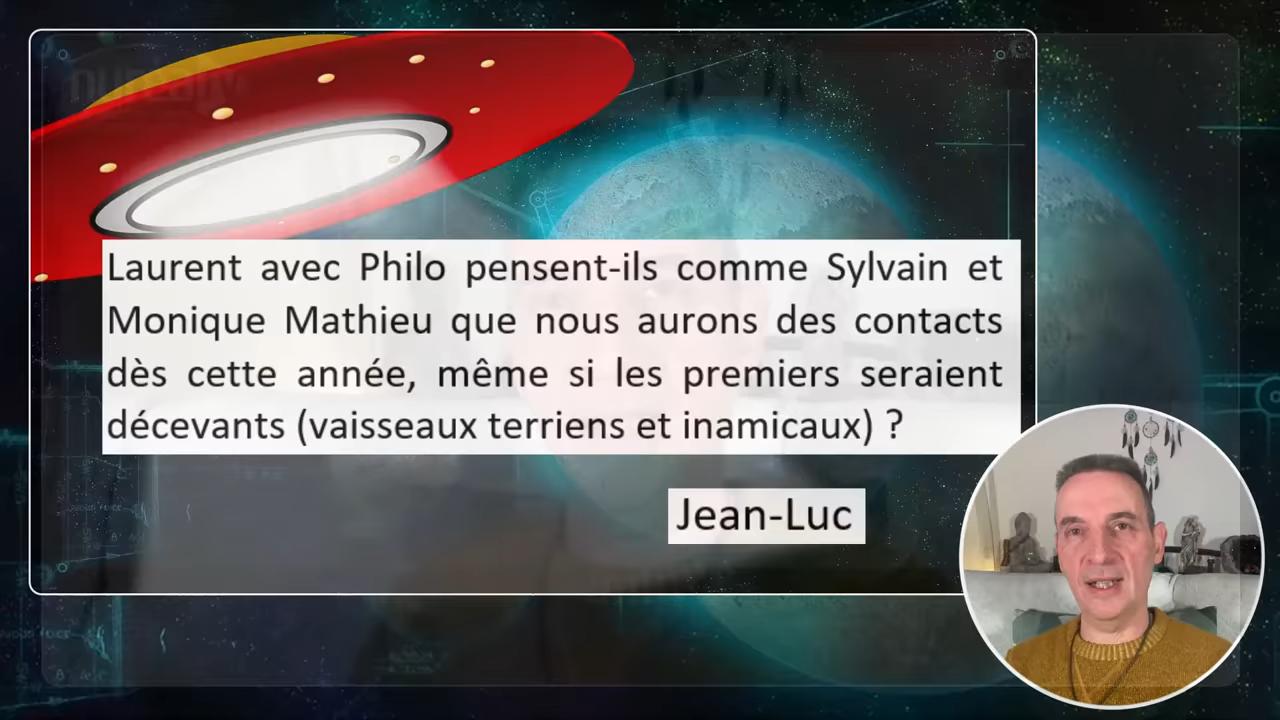 Laurent avec Philo pensent-ils comme Sylvain et
Monique Mathieu que nous aurons des contacts
dès cette année, même si les premiers seraient
décevants (vaisseaux terriens et inamicaux) ?
Jean-Luc